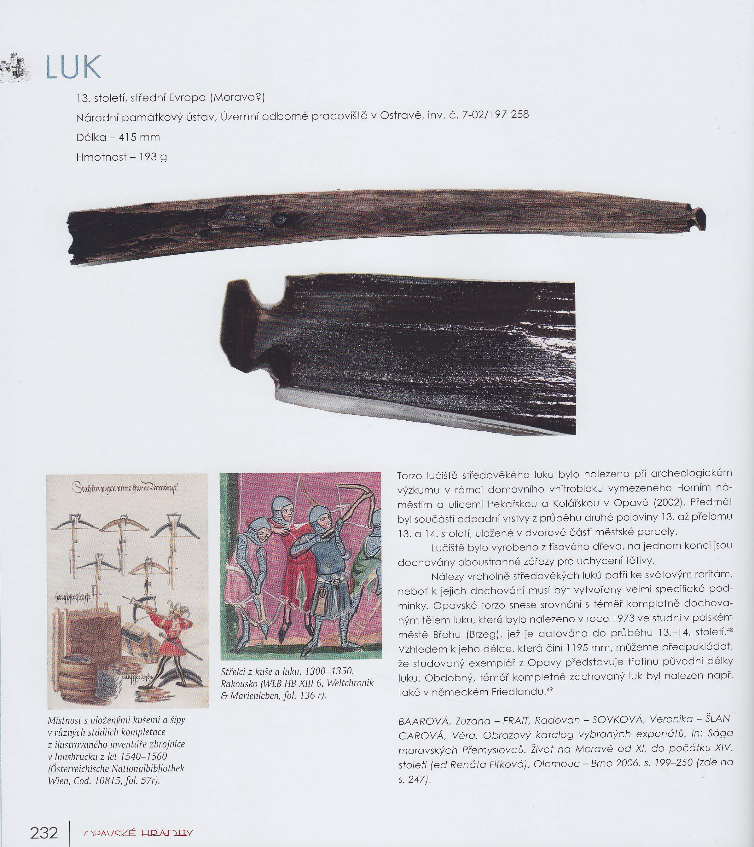 LUK
13. století, střední Evropa (Morava?)
Národní památkový ústav, Územní odborné pracoviště v Ostravě, inv. č. 7-02/197-258
Délka – 415 mm
Hmotnost – 193 g
Torzo lučiště středověkého luku bylo nalezeno při archeologickém
výzkumu v rámci domovního vnitrobloku vymezeného Horním ná-
městím a ulicemi Pekařskou a Kolářskou v Opavě (2002). Předmět
byl součástí odpadní vrstvy z průběhu druhé poloviny 13. až přelomu
13. a 14. století, uložené v dvorové části městské parcely.
Lučiště bylo vyrobeno z tisového dřeva, na jednom konci jsou
dochovány oboustranné zářezy pro uchycení tětivy.
Nálezy vrcholně středověkých luků patří ke světovým raritám,
neboť k jejich dochování musí být vytvořeny velmi specifické pod-
mínky. Opavské torzo snese srovnání s téměř kompletně dochova-
ným tělem luku, které bylo nalezeno v roce 1973 ve studni v polském
městě Břehu (Brzeg), jež je datováno do průběhu 13.–14. století.⁴⁸
Vzhledem k jeho délce, která činí 1195 mm, můžeme předpokládat,
že studovaný exemplář z Opavy představuje třetinu původní délky
luku. Obdobný, téměř kompletně zachovaný luk byl nalezen např.
také v německém Friedlandu.⁴⁹
BAAROVÁ, Zuzana – FRAIT, Radovan – SOVKOVÁ, Veronika – ŠLAN-
CAROVÁ, Věra. Obrazový katalog vybraných exponátů. In: Sága
moravských Přemyslovců. Život na Moravě od XI. do počátku XIV.
století (ed Renáta Fifková). Olomouc – Brno 2006, s. 199–250 (zde na
s. 247).
Střelci z kuše a luku, 1300–1350,
Rakousko (WLB HB XIII 6, Weltchronik
& Marienleben, fol. 136 r).
Místnost s uloženými kušemi a šípy
v různých stádiích kompletace
z ilustrovaného inventáře zbrojnice
v Innsbrucku z let 1540–1560
(Österreichische Nationalbibliothek
Wien, Cod. 10815, fol. 57r).
232 OPAVSKÉ HRADBY